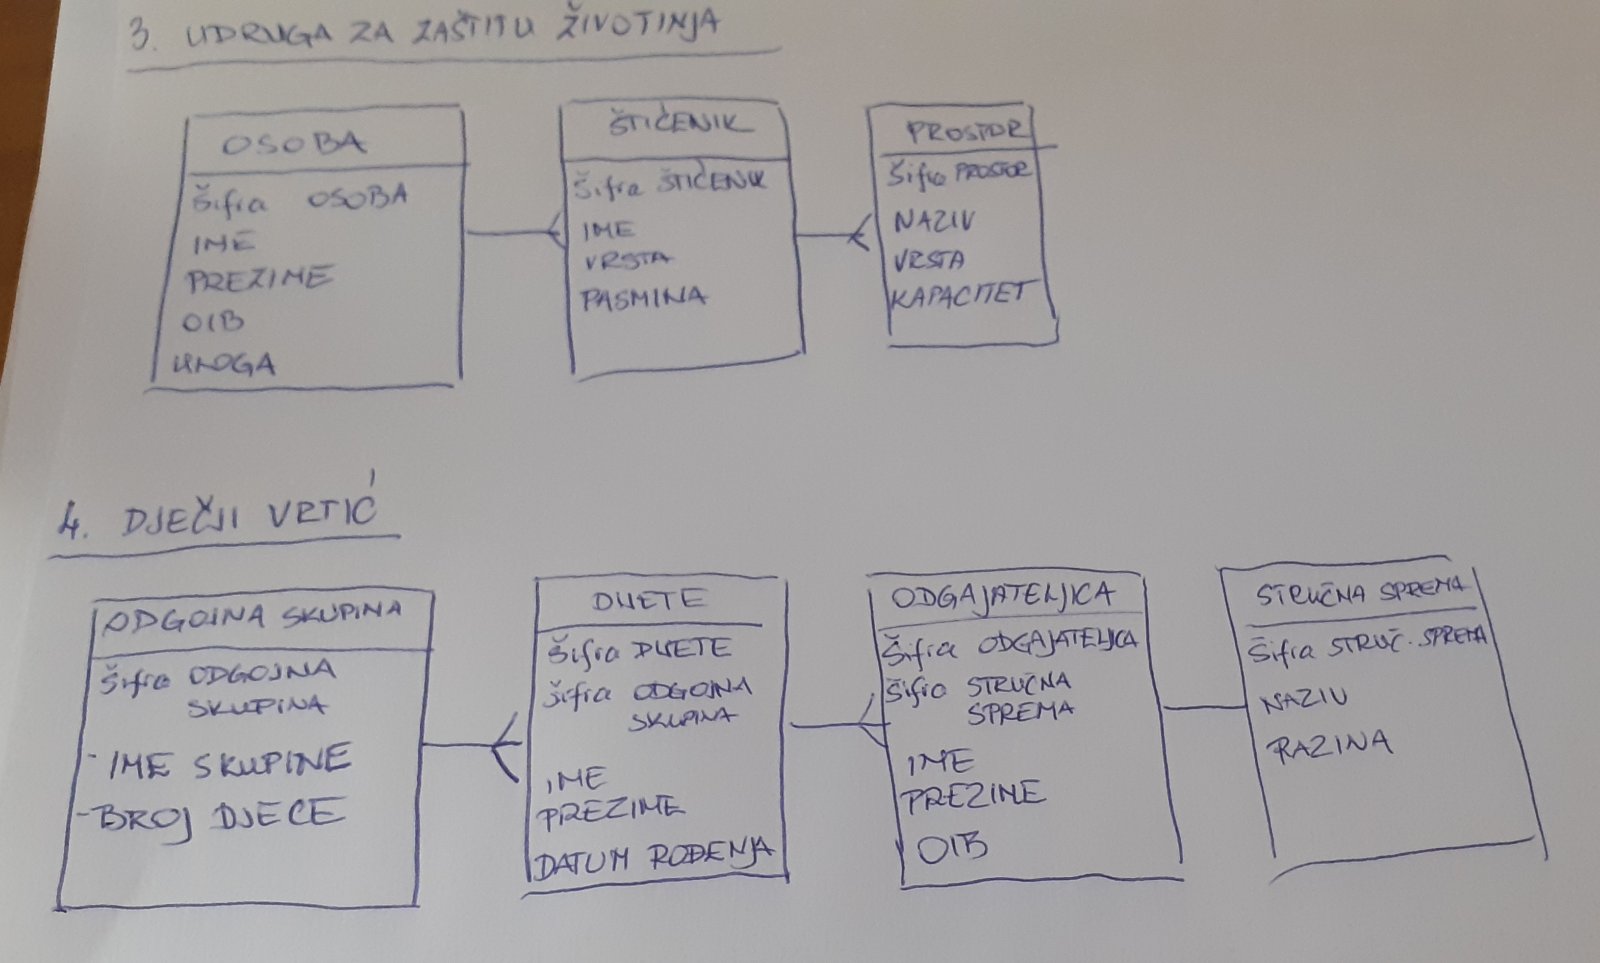 3. UDRUGA ZA ZAŠTITU ŽIVOTINJA
OSOBA
Šifra OSOBA
IME
PREZIME
OIB
ULOGA
ŠTIĆENIK
Šifra ŠTIĆENIK
IME
VRSTA
PASMINA
PROSTOR
Šifra PROSTOR
NAZIV
VRSTA
KAPACITET
4. DJEČJI VRTIĆ
ODGOJNA SKUPINA
Šifra ODGOJNA
SKUPINA
- IME SKUPINE
- BROJ DJECE
DIJETE
Šifra DIJETE
Šifra ODGOJNA
SKUPINA
IME
PREZIME
DATUM ROĐENJA
ODGAJATELJICA
Šifra ODGAJATELJICA
Šifra STRUČNA
SPREMA
IME
PREZIME
OIB
STRUČNA SPREMA
Šifra STRUČ. SPREMA
NAZIV
RAZINA